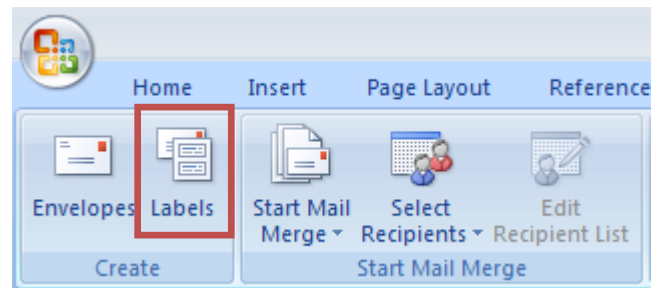 Home Insert Page Layout Reference
Envelopes Labels Start Mail Select Edit
Merge Recipients Recipient List
Create Start Mail Merge